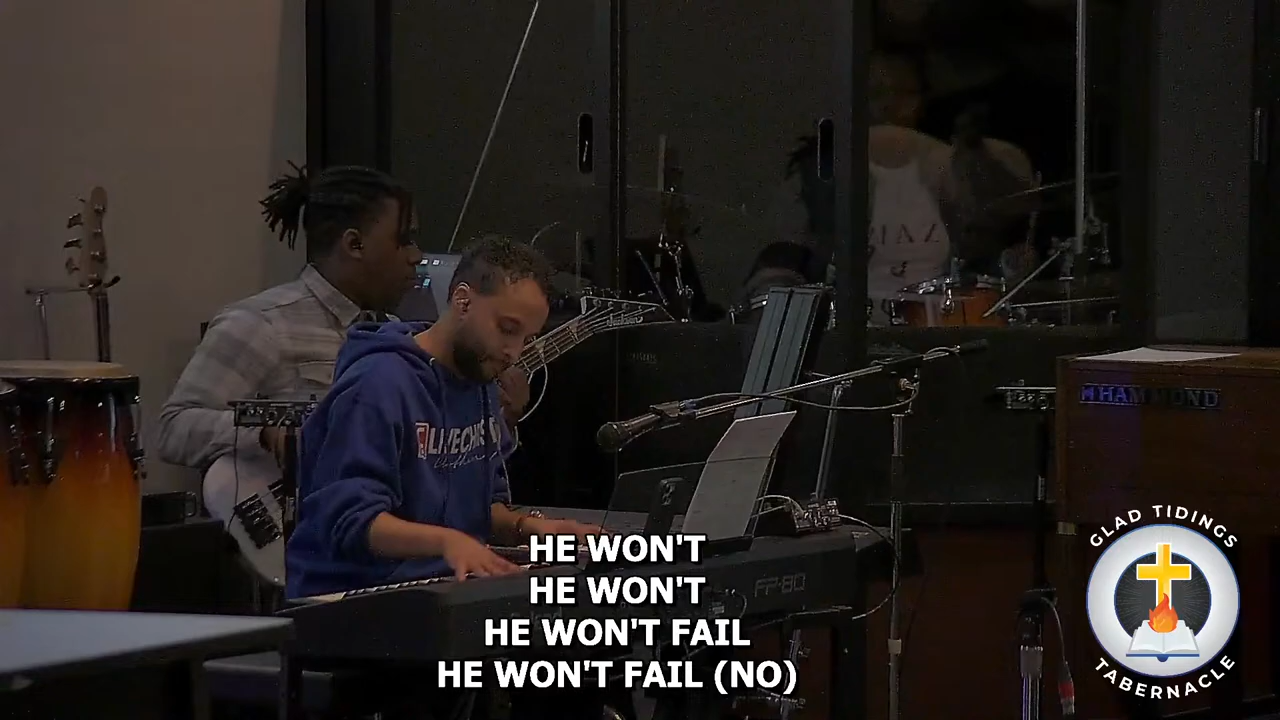 HAMMOND
FP-80
HE WON'T
HE WON'T
HE WON'T FAIL
HE WON'T FAIL (NO)
GLAD TIDINGS
TABERNACLE